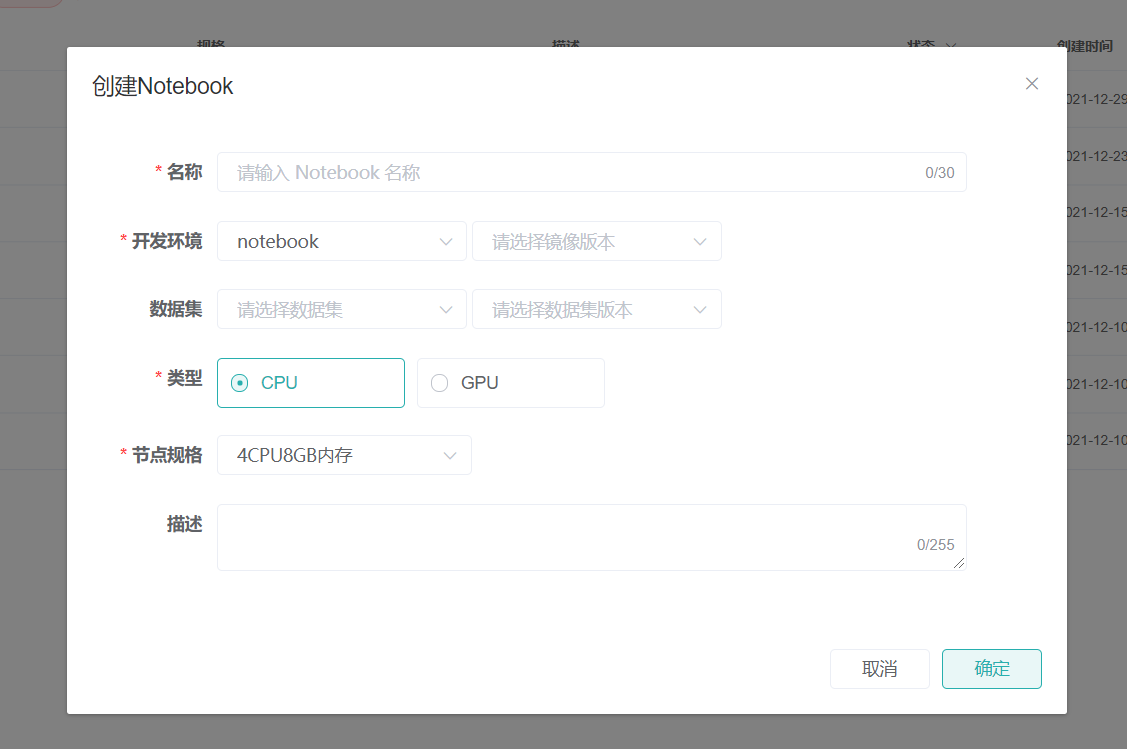 规格 描述 状态 创建时间
创建Notebook
* 名称 请输入 Notebook 名称 0/30
* 开发环境 notebook 请选择镜像版本
数据集 请选择数据集 请选择数据集版本
* 类型 CPU GPU
* 节点规格 4CPU8GB内存
描述
0/255
取消 确定
021-12-29
021-12-23
021-12-15
021-12-15
021-12-10
021-12-10
021-12-10